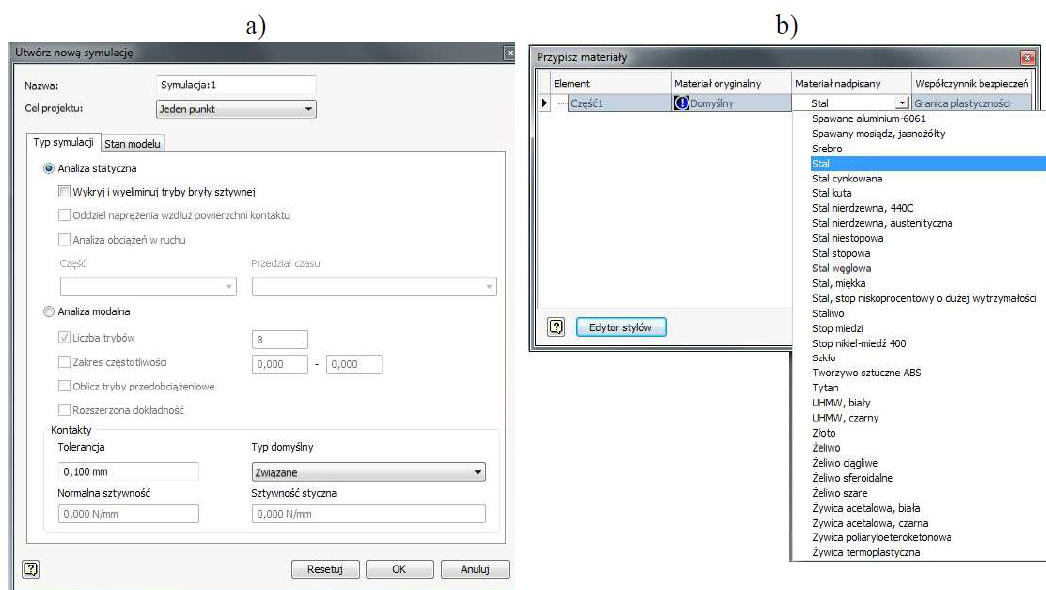 a)
b)
Utwórz nową symulację
Nazwa:
Symulacja:1
Cel projektu:
Jeden punkt
Typ symulacji
Stan modelu
Analiza statyczna
Wykryj i wyeliminuj tryby bryły sztywnej
Oddziel naprężenia wzdłuż powierzchni kontaktu
Analiza obciążeń w ruchu
Część
Przedział czasu
Analiza modalna
Liczba trybów
8
Zakres częstotliwości
0,000 - 0,000
Oblicz tryby przedobciążeniowe
Rozszerzona dokładność
Kontakty
Tolerancja
Typ domyślny
0,100 mm
Związane
Normalna sztywność
Sztywność styczna
0,000 N/mm
0,000 N/mm
Resetuj
OK
Anuluj
Przypisz materiały
Element
Materiał oryginalny
Materiał nadpisany
Współczynnik bezpieczeń
Część1
Domyślny
Stal
Granica plastyczności
Spawane aluminium-6061
Spawany mosiądz, jasnożółty
Srebro
Stal
Stal cynkowana
Stal kuta
Stal nierdzewna, 440C
Stal nierdzewna, austenityczna
Stal niestopowa
Stal stopowa
Stal węglowa
Stal, miękka
Stal, stop niskoprocentowy o dużej wytrzymałości
Staliwo
Stop miedzi
Stop nikiel-miedź 400
Szkło
Tworzywo sztuczne ABS
Tytan
UHMW, biały
UHMW, czarny
Złoto
Żeliwo
Żeliwo ciągliwe
Żeliwo sferoidalne
Żeliwo szare
Żywica acetalowa, biała
Żywica acetalowa, czarna
Żywica poliaryloeteroketonowa
Żywica termoplastyczna
Edytor stylów